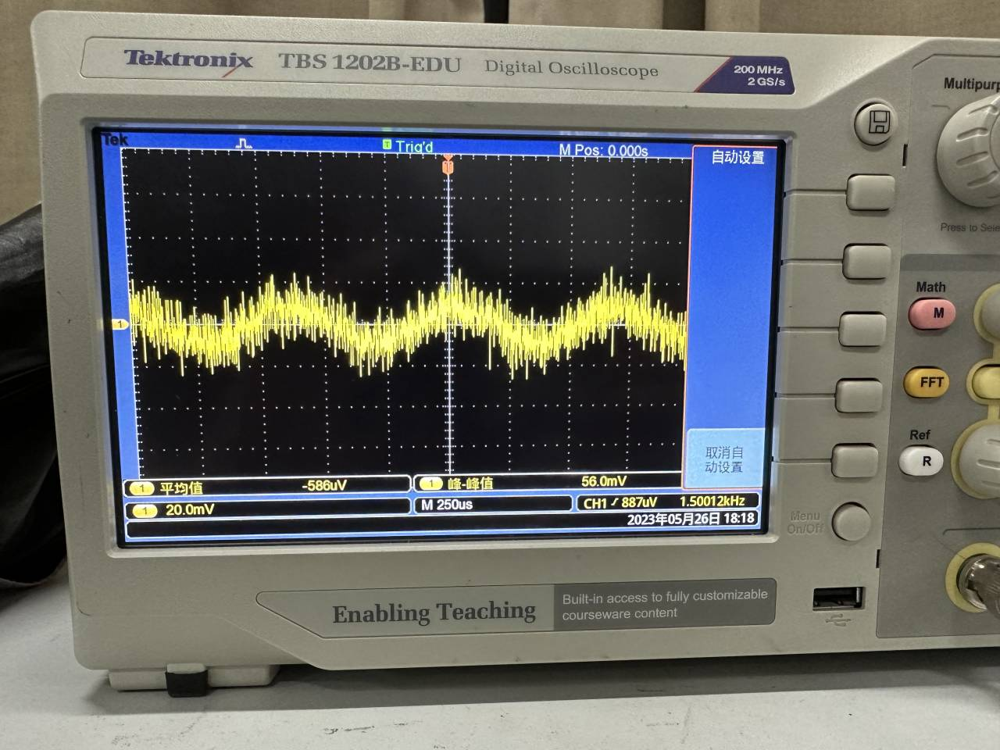 Tektronix TBS 1202B-EDU Digital Oscilloscope
200 MHz
2 GS/s
Tek
T Trig'd
M Pos: 0.000s
自动设置
T
1
取消自
动设置
1 平均值 -586uV
1 峰-峰值 56.0mV
1 20.0mV
M 250us
CH1 887uV 1.50012kHz
2023年05月26日 18:18
Multipurp
Press to Sele
Math
M
FFT
Ref
R
Menu
On/Off
Enabling Teaching
Built-in access to fully customizable
courseware content